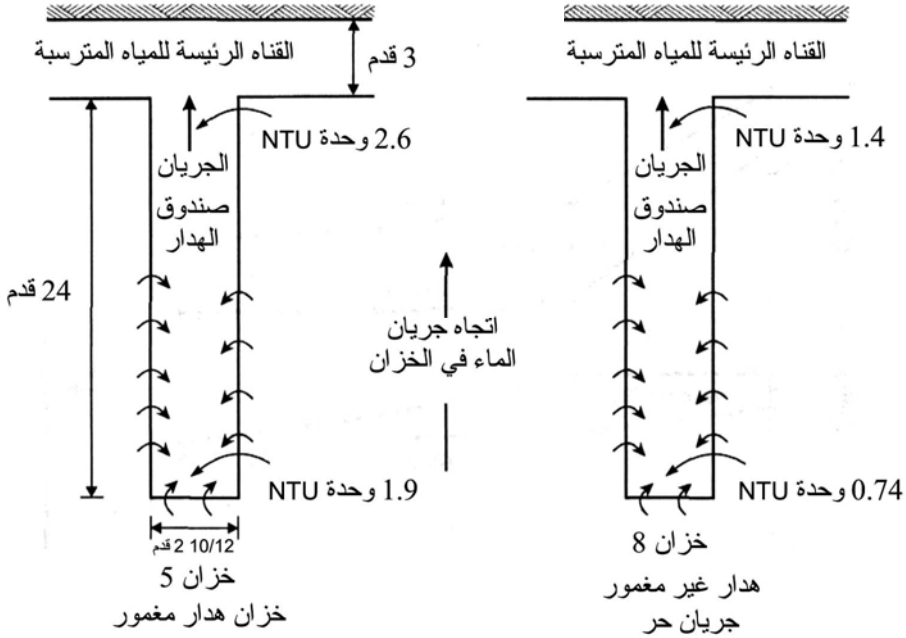 القناه الرئيسة للمياه المترسبة
3 قدم
القناه الرئيسة للمياه المترسبة
2.6 وحدة NTU
1.4 وحدة NTU
الجريان
صندوق
الهدار
الجريان
صندوق
الهدار
24 قدم
اتجاه جريان
الماء في الخزان
1.9 وحدة NTU
0.74 وحدة NTU
2 10/12 قدم
خزان 5
خزان هدار مغمور
خزان 8
هدار غير مغمور
جريان حر